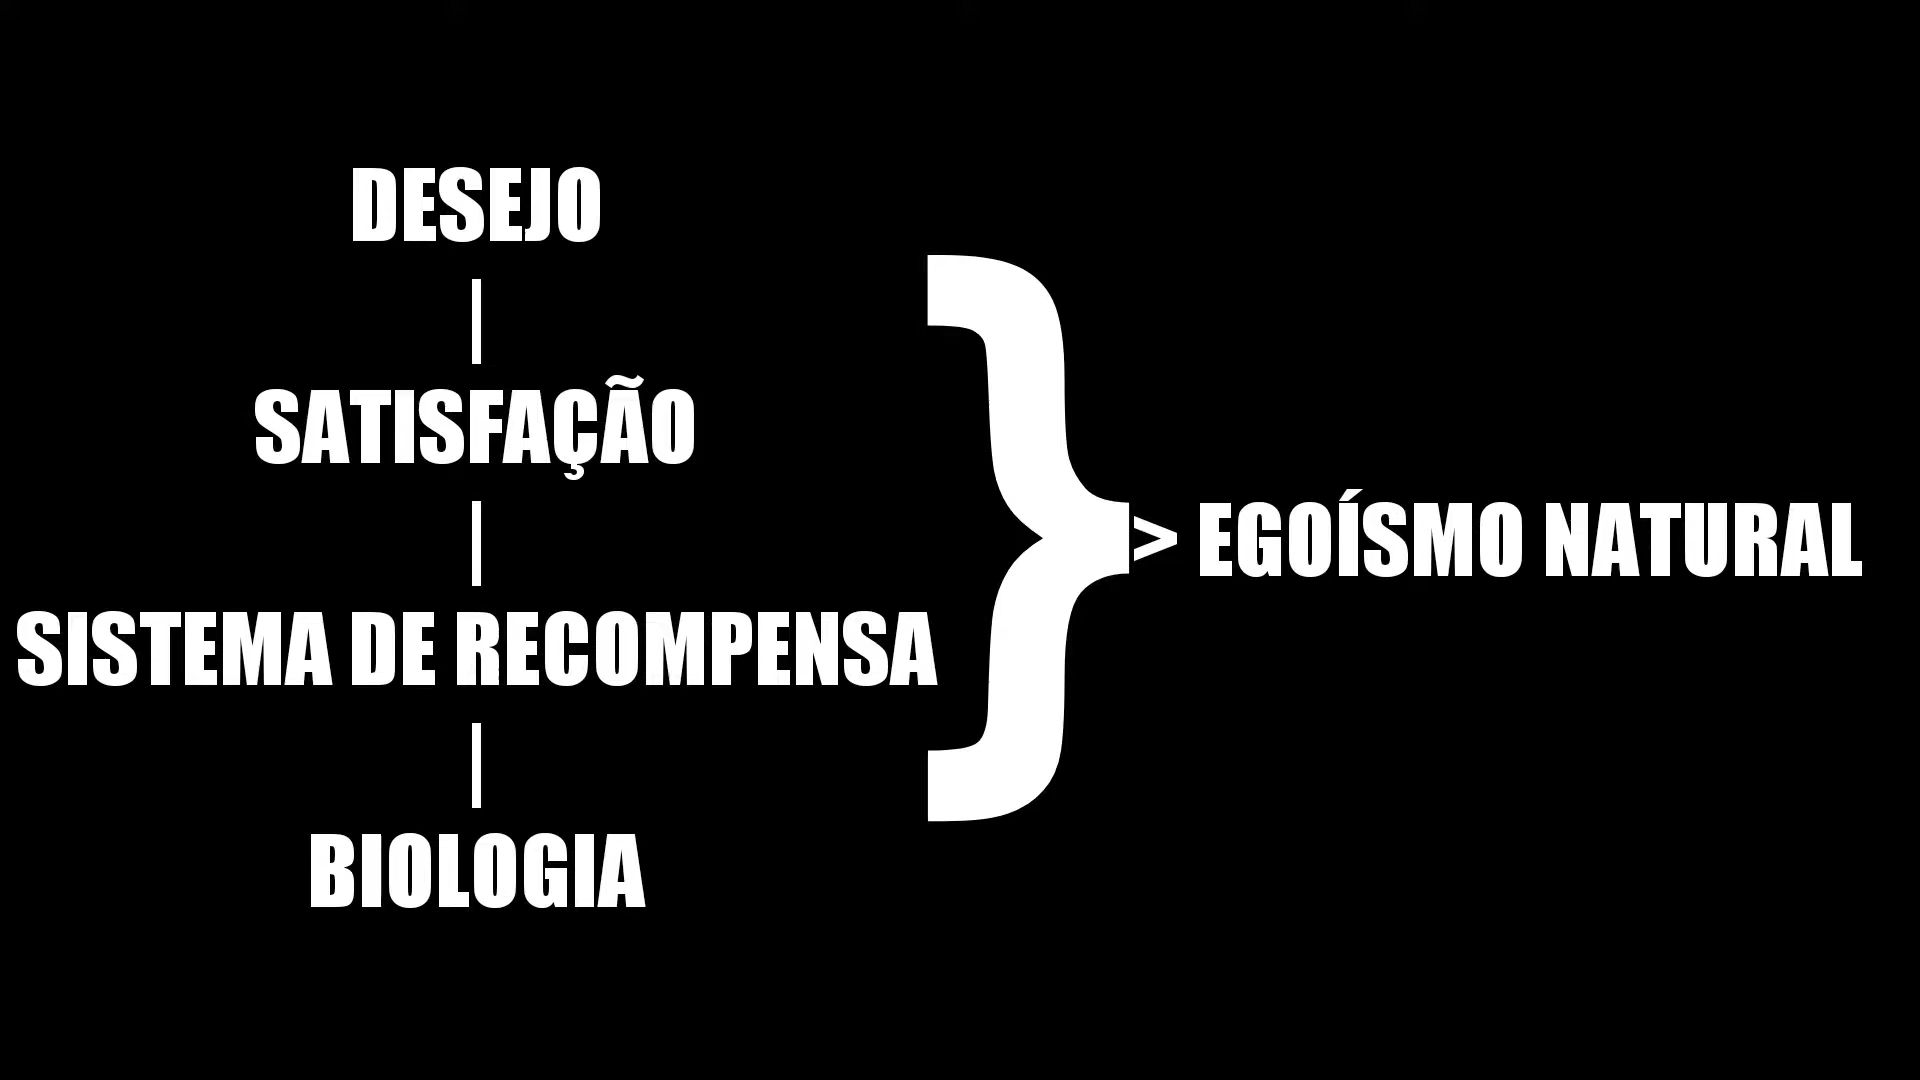 DESEJO
|
SATISFAÇÃO
|
SISTEMA DE RECOMPENSA
|
BIOLOGIA
}
> EGOÍSMO NATURAL